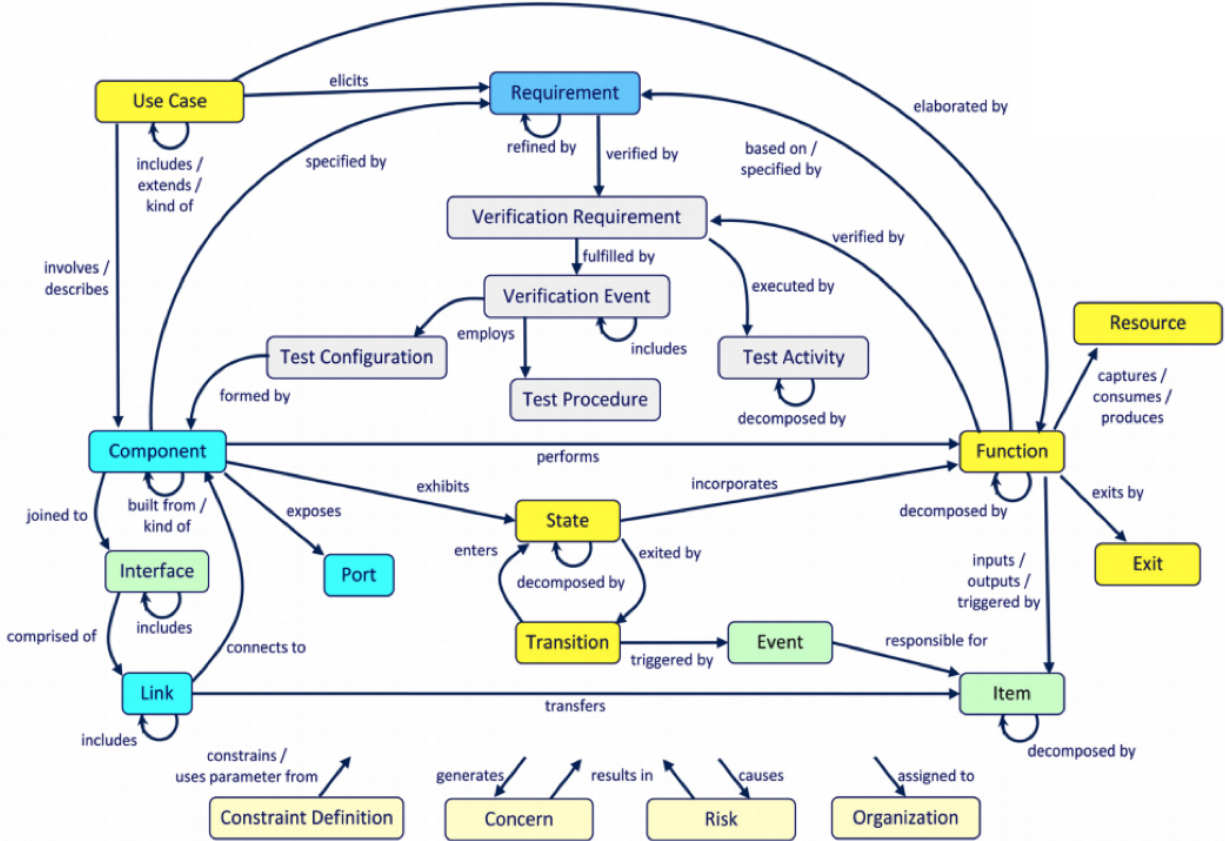 elaborated by
Use Case
elicits
Requirement
includes /
extends /
kind of
specified by
refined by
verified by
based on /
specified by
Verification Requirement
verified by
involves /
describes
fulfilled by
executed by
Verification Event
employs
includes
Resource
Test Configuration
Test Activity
captures /
consumes /
produces
formed by
Test Procedure
decomposed by
Component
performs
Function
built from /
kind of
exhibits
incorporates
decomposed by
exits by
joined to
exposes
State
enters
exited by
decomposed by
Interface
Port
inputs /
outputs /
triggered by
Exit
includes
comprised of
connects to
Transition
triggered by
Event
responsible for
Link
transfers
Item
includes
decomposed by
constrains /
uses parameter from
generates
results in
causes
assigned to
Constraint Definition
Concern
Risk
Organization